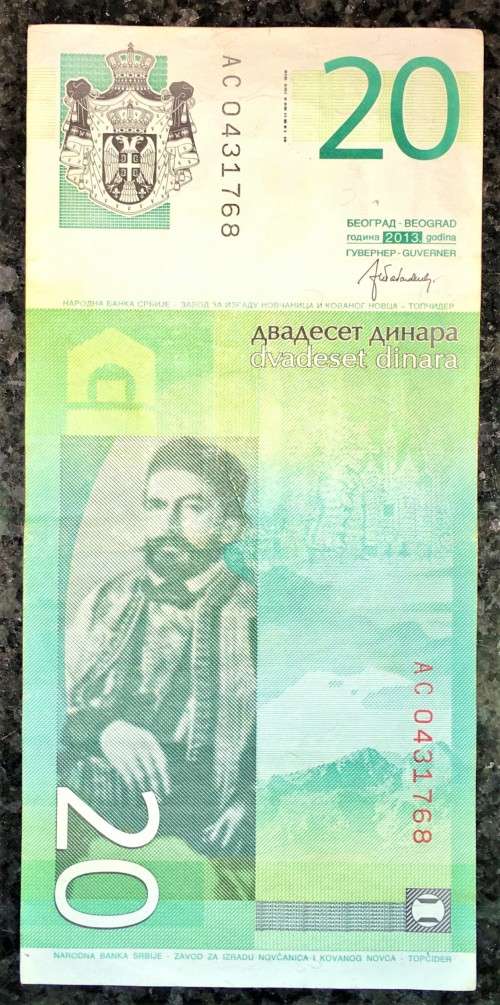 AC 0431768
20
БЕОГРАД - BEOGRAD
година 2013. godina
ГУВЕРНЕР - GUVERNER
НАРОДНА БАНКА СРБИЈЕ - ЗАВОД ЗА ИЗРАДУ НОВЧАНИЦА И КОВАНОГ НОВЦА - ТОПЧИДЕР
двадесет динара
dvadeset dinara
AC 0431768
20
NARODNA BANKA SRBIJE - ZAVOD ZA IZRADU NOVČANICA I KOVANOG NOVCA - TOPČIDER